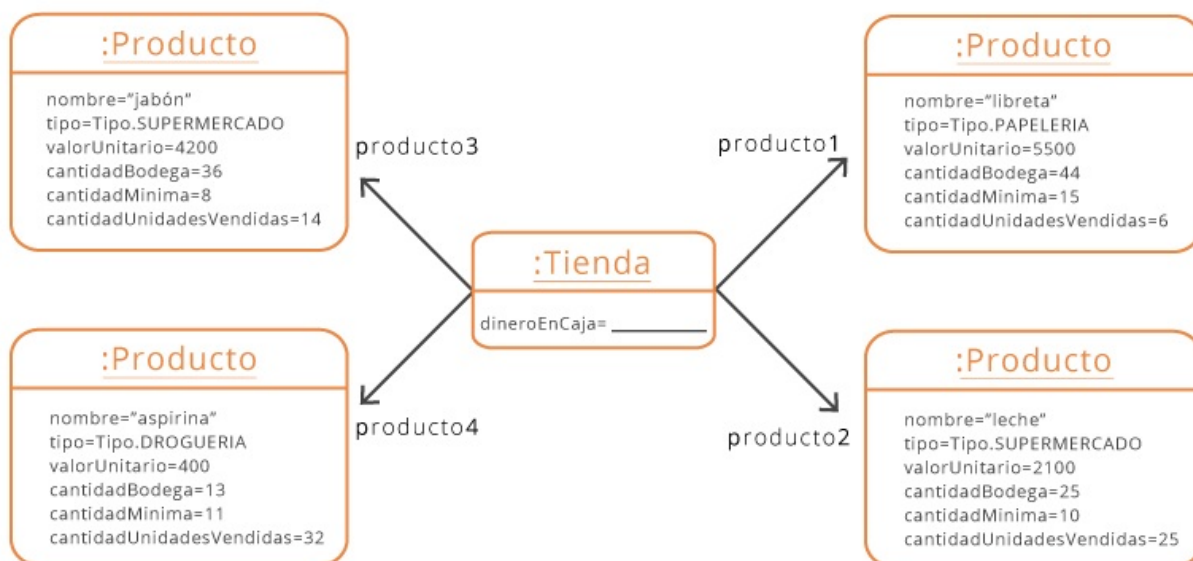 :Producto
nombre="jabón"
tipo=Tipo.SUPERMERCADO
valorUnitario=4200
cantidadBodega=36
cantidadMinima=8
cantidadUnidadesVendidas=14
producto3
:Producto
nombre="libreta"
tipo=Tipo.PAPELERIA
valorUnitario=5500
cantidadBodega=44
cantidadMinima=15
cantidadUnidadesVendidas=6
producto1
:Tienda
dineroEnCaja=
:Producto
nombre="aspirina"
tipo=Tipo.DROGUERIA
valorUnitario=400
cantidadBodega=13
cantidadMinima=11
cantidadUnidadesVendidas=32
producto4
:Producto
nombre="leche"
tipo=Tipo.SUPERMERCADO
valorUnitario=2100
cantidadBodega=25
cantidadMinima=10
cantidadUnidadesVendidas=25
producto2